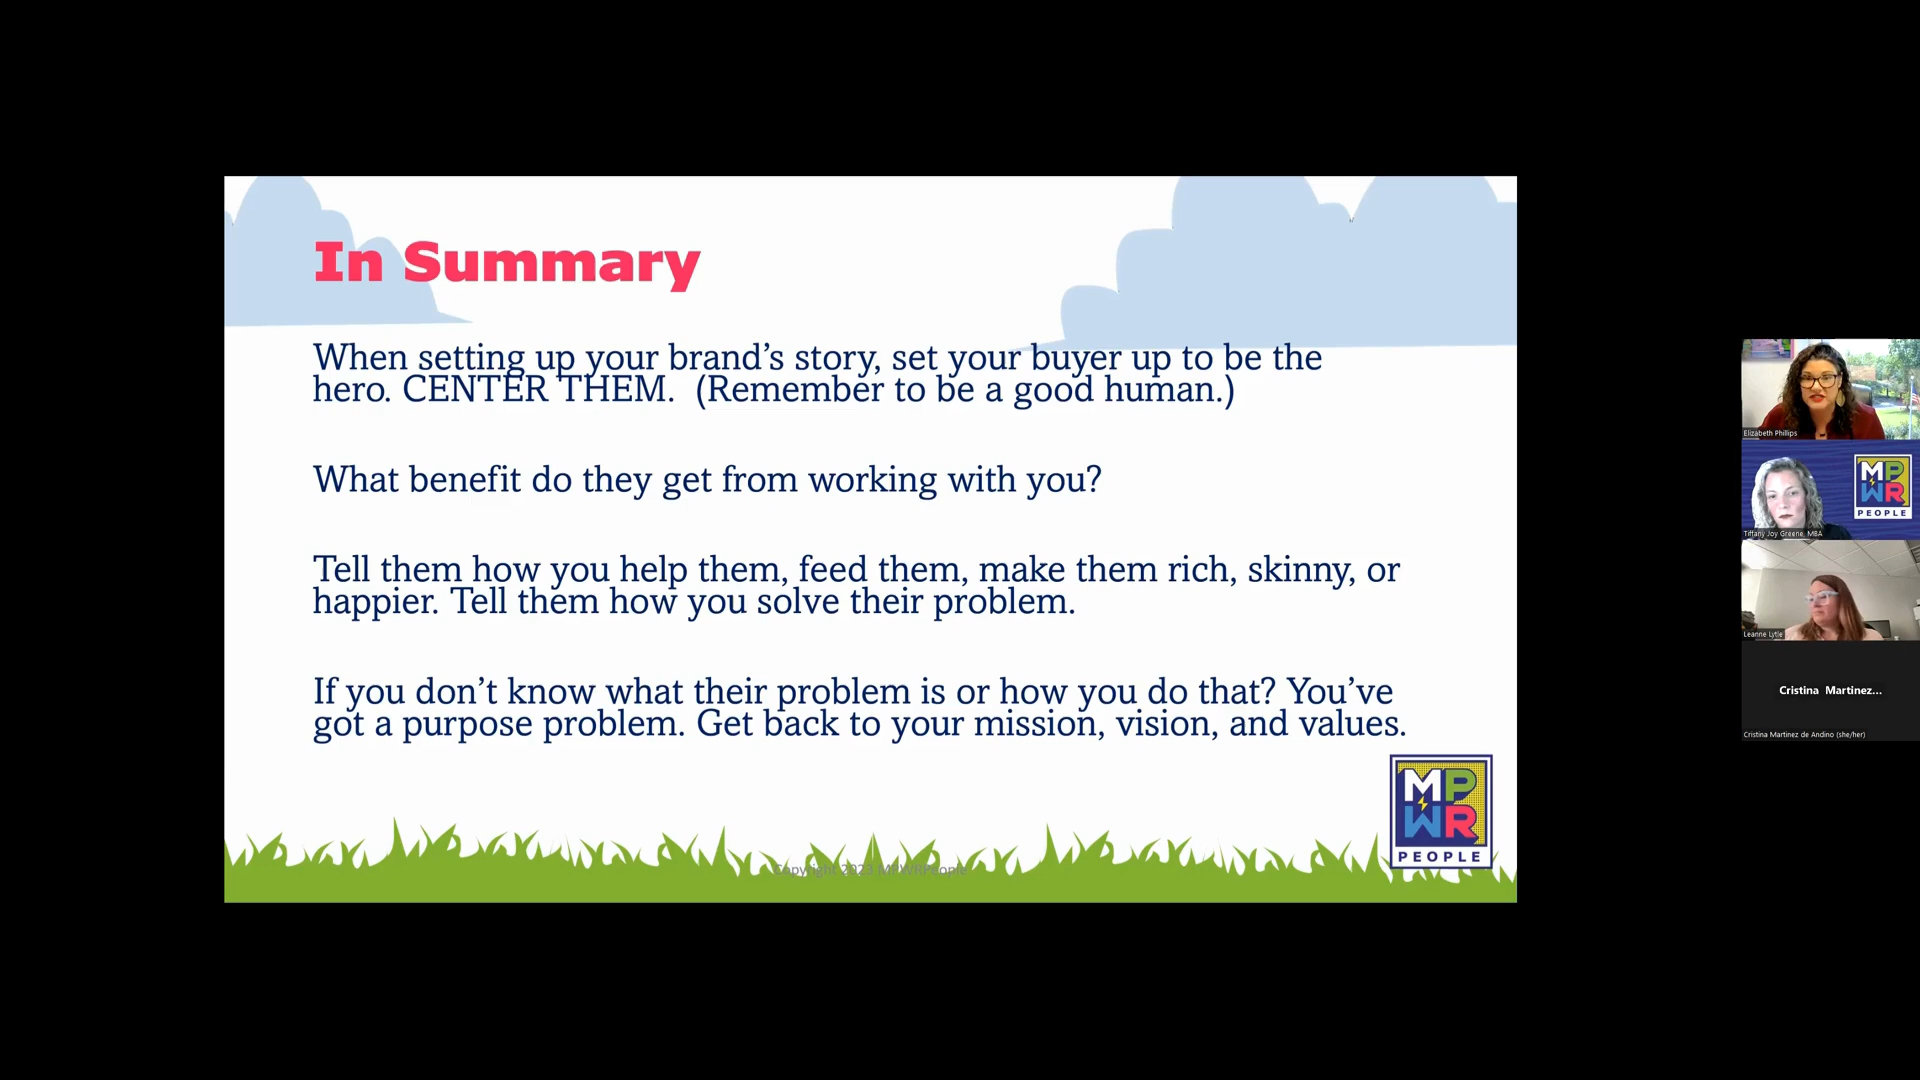 In Summary
When setting up your brand’s story, set your buyer up to be the
hero. CENTER THEM.  (Remember to be a good human.)
What benefit do they get from working with you?
Tell them how you help them, feed them, make them rich, skinny, or
happier. Tell them how you solve their problem.
If you don’t know what their problem is or how you do that? You’ve
got a purpose problem. Get back to your mission, vision, and values.
MP
WR
PEOPLE
Copyright 2023 MPWRPeople
Elizabeth Phillips
MP
WR
PEOPLE
Tiffany Joy Greene, MBA
Leanne Lytle
Cristina Martinez...
Cristina Martinez de Andino (she/her)